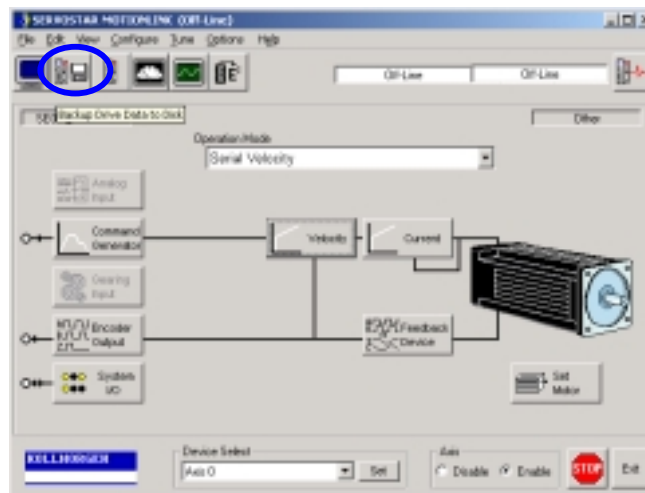 SERVOSTAR MOTIONLINK (Off-Line)
File Edit View Configure Tune Options Help
Off-Line Off-Line
Backup Drive Data to Disk
Other
Operation Mode
Serial Velocity
Analog
Input
Command
Generator
Velocity
Current
Gearing
Input
Encoder
Output
Feedback
Device
System
I/O
Set
Motor
KOLLMORGEN
Device Select
Axis 0
Set
Axis
Disable Enable
STOP
Exit